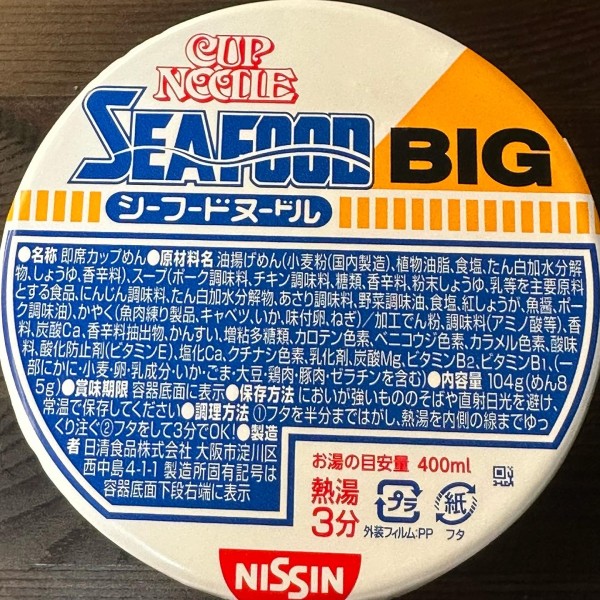 CUP
NOODLE
SEAFOOD BIG
シーフードヌードル
●名称 即席カップめん●原材料名 油揚げめん(小麦粉(国内製造)、植物油脂、食塩、たん白加水分解
物、しょうゆ、香辛料)、スープ(ポーク調味料、チキン調味料、糖類、香辛料、粉末しょうゆ、乳等を主要原料
とする食品、にんじん調味料、たん白加水分解物、あさり調味料、野菜調味油、食塩、紅しょうが、魚醤、ポー
ク調味油)、かやく(魚肉練り製品、キャベツ、いか、味付卵、ねぎ)/加工でん粉、調味料(アミノ酸等)、香
料、炭酸Ca、香辛料抽出物、かんすい、増粘多糖類、カロテン色素、ベニコウジ色素、カラメル色素、酸味
料、酸化防止剤(ビタミンE)、塩化Ca、クチナシ色素、乳化剤、炭酸Mg、ビタミンB2、ビタミンB1、(一
部にかに・小麦・卵・乳成分・いか・ごま・大豆・鶏肉・豚肉・ゼラチンを含む)●内容量 104g(めん8
5g)●賞味期限 容器底面に表示●保存方法 においが強いもののそばや直射日光を避け、
常温で保存してください●調理方法 ①フタを半分まではがし、熱湯を内側の線までゆっ
くり注ぐ②フタをして3分でOK!●製造
者 日清食品株式会社 大阪市淀川区
西中島4-1-1 製造所固有記号は
容器底面下段右端に表示
お湯の目安量 400ml
熱湯
3分
プラ
外装フィルム:PP
紙
フタ
NISSIN